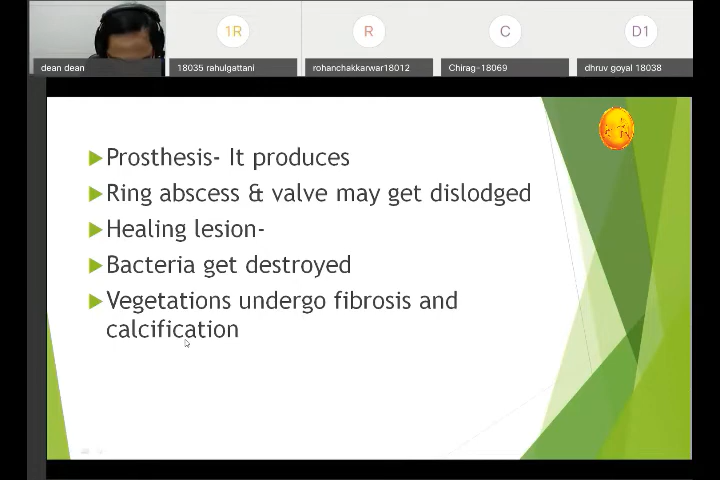 1R
R
C
D1
dean dean
18035 rahulgattani
rohanchakkarwar18012
Chirag-18069
dhruv goyal 18038
Prosthesis- It produces
Ring abscess & valve may get dislodged
Healing lesion-
Bacteria get destroyed
Vegetations undergo fibrosis and
calcification